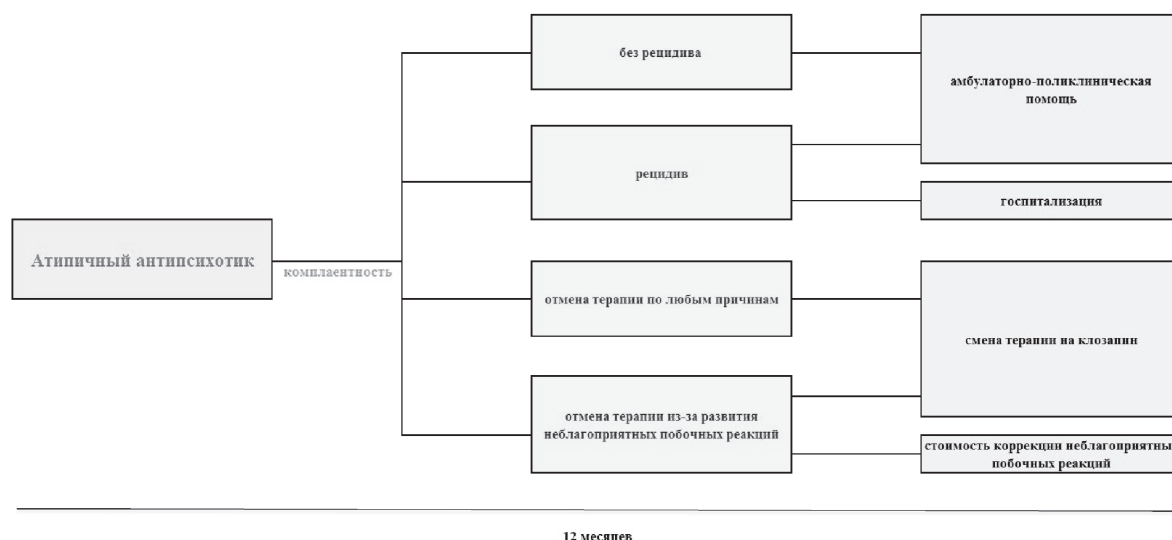 без рецидива
амбулаторно-поликлиническая
помощь
рецидив
госпитализация
Атипичный антипсихотик
комплаентность
отмена терапии по любым причинам
смена терапии на клозапин
отмена терапии из-за развития
неблагоприятных побочных реакций
стоимость коррекции неблагоприятны
побочных реакций
12 месяцев